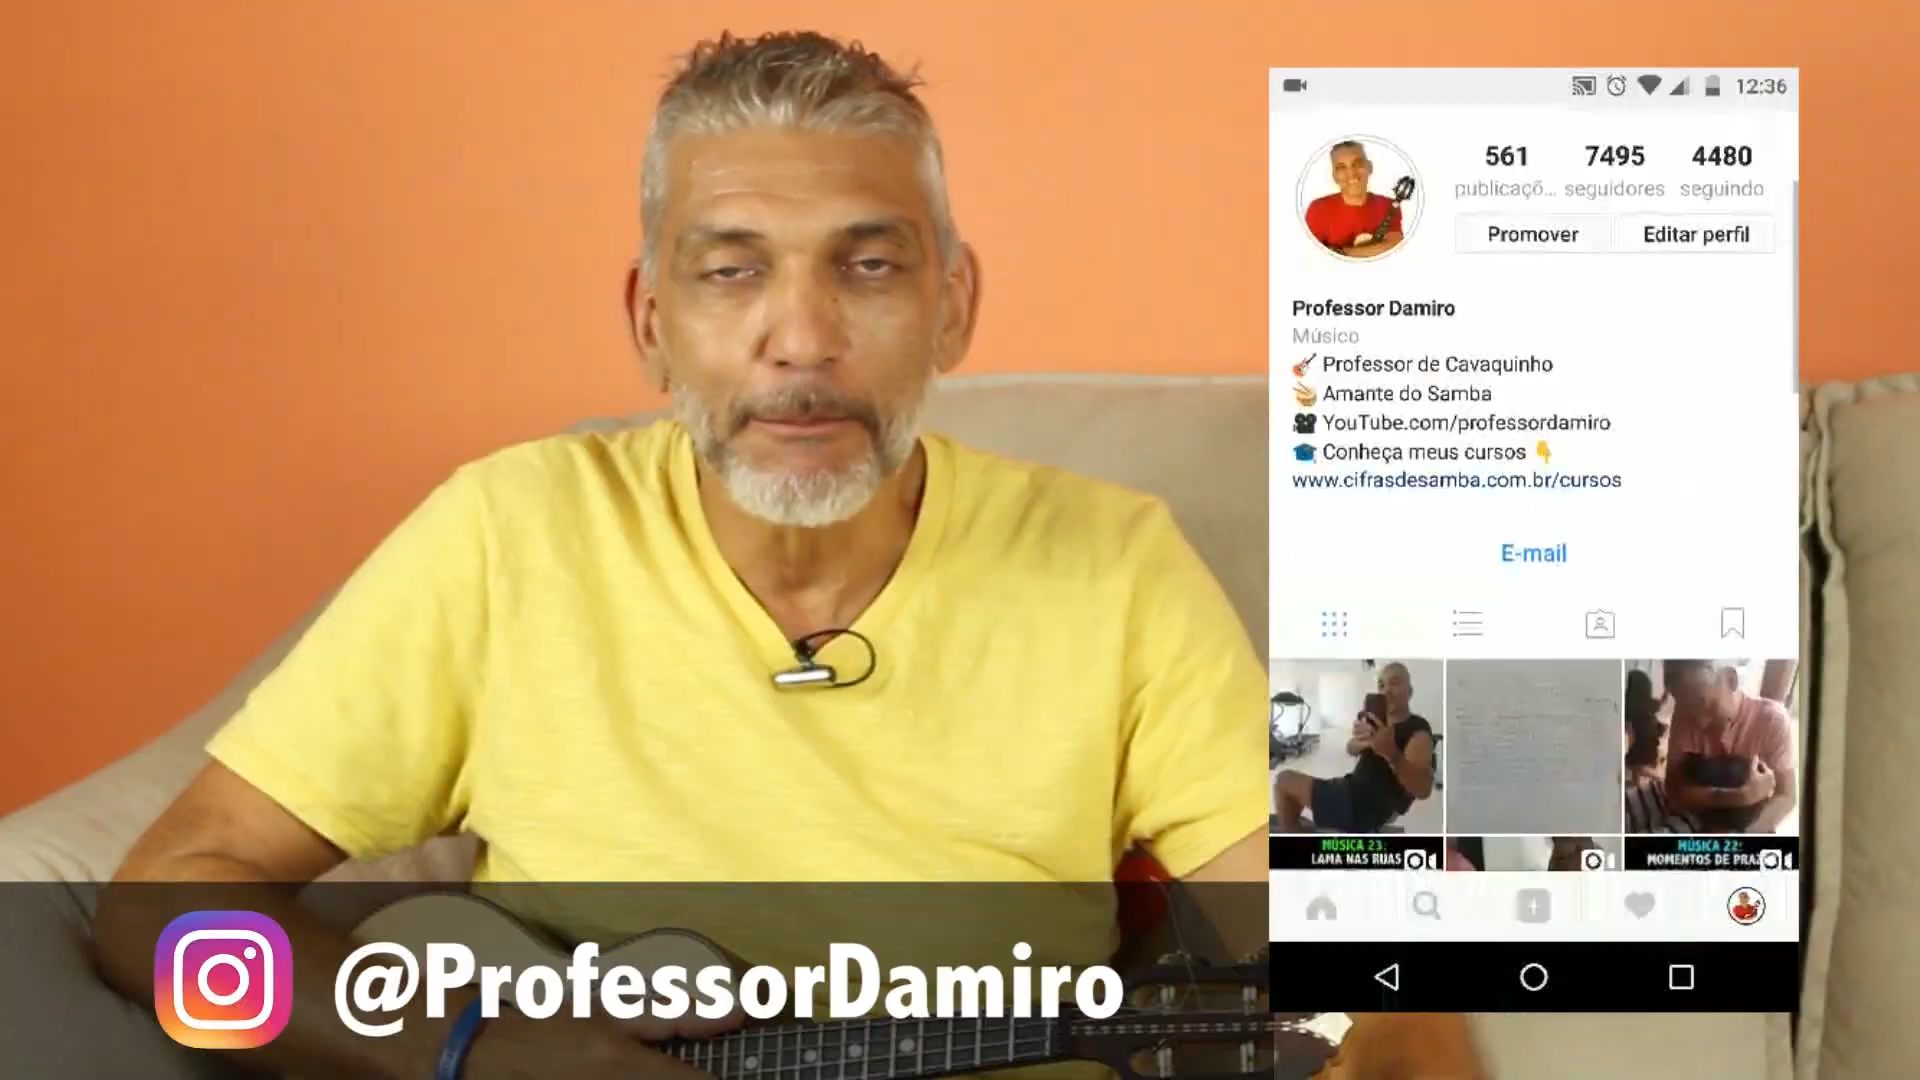 12:36
561 7495 4480
publicaçõ... seguidores seguindo
Promover Editar perfil
Professor Damiro
Músico
Professor de Cavaquinho
Amante do Samba
YouTube.com/professordamiro
Conheça meus cursos
www.cifrasdesamba.com.br/cursos
E-mail
MÚSICA 23:
LAMA NAS RUAS
MÚSICA 22:
MOMENTOS DE PRAZ
@ProfessorDamiro